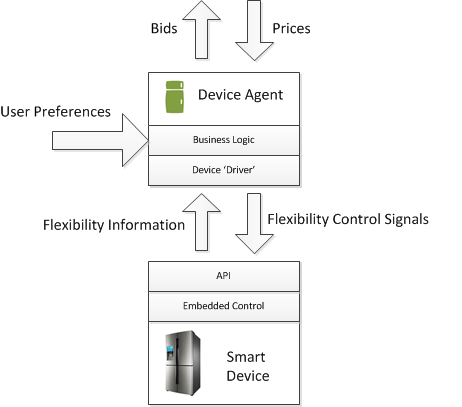 Bids
Prices
Device Agent
User Preferences
Business Logic
Device ‘Driver’
Flexibility Information
Flexibility Control Signals
API
Embedded Control
Smart
Device